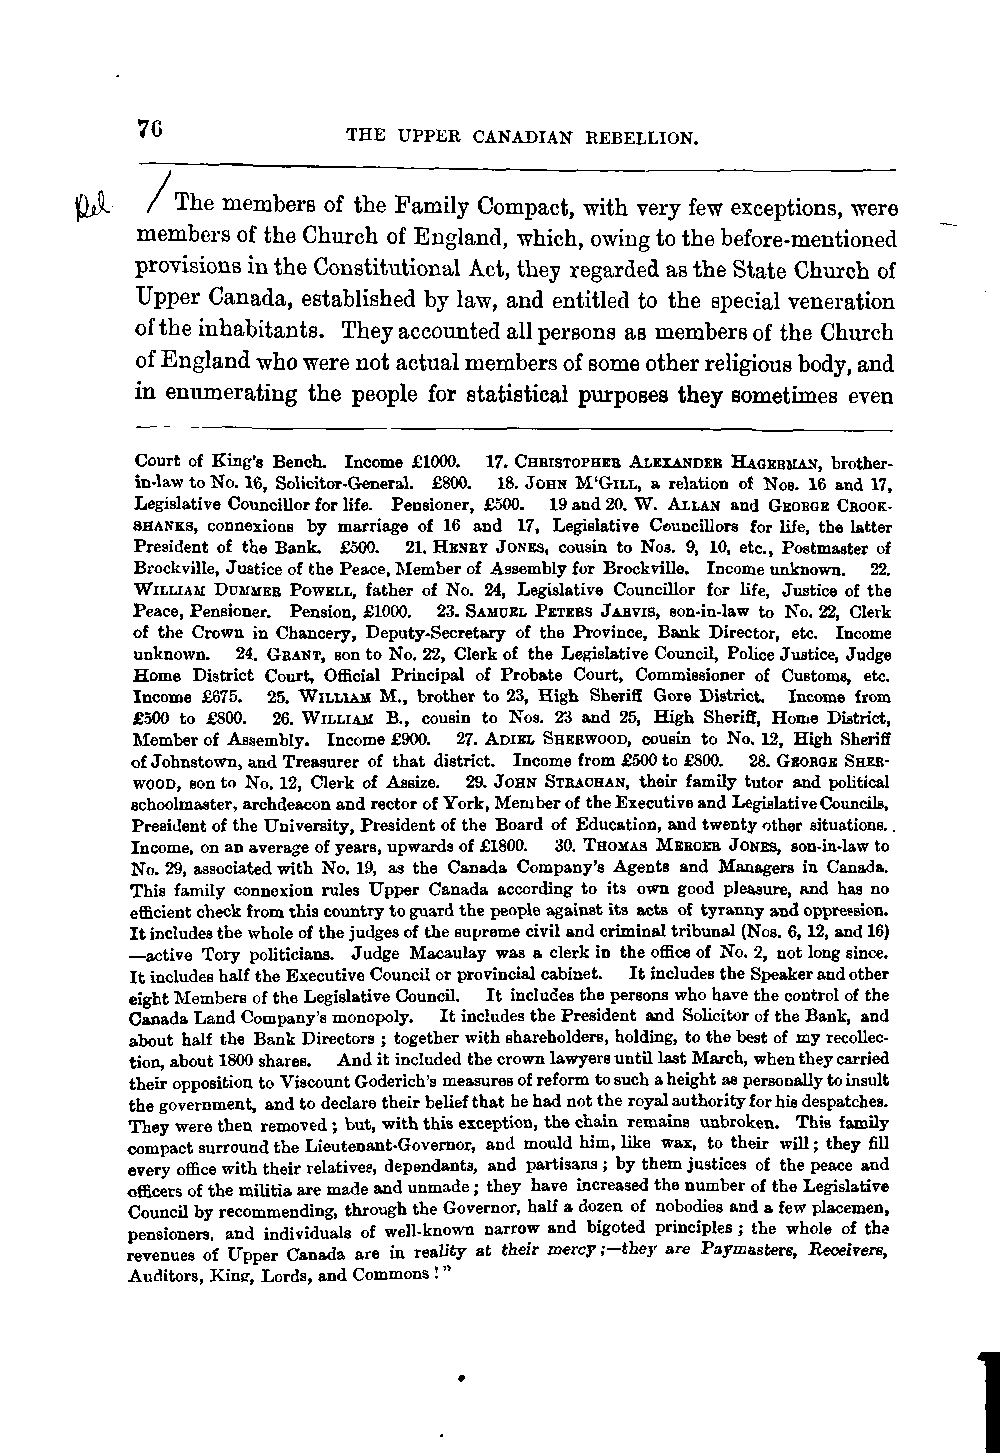 76
THE UPPER CANADIAN REBELLION.
/ The members of the Family Compact, with very few exceptions, were
members of the Church of England, which, owing to the before-mentioned
provisions in the Constitutional Act, they regarded as the State Church of
Upper Canada, established by law, and entitled to the special veneration
of the inhabitants. They accounted all persons as members of the Church
of England who were not actual members of some other religious body, and
in enumerating the people for statistical purposes they sometimes even
Court of King's Bench. Income £1000. 17. CHRISTOPHER ALEXANDER HAGERMAN, brother-
in-law to No. 16, Solicitor-General. £800. 18. JOHN M'GILL, a relation of Nos. 16 and 17,
Legislative Councillor for life. Pensioner, £500. 19 and 20. W. ALLAN and GEORGE CROOK-
SHANKS, connexions by marriage of 16 and 17, Legislative Councillors for life, the latter
President of the Bank. £500. 21. HENRY JONES, cousin to Nos. 9, 10, etc., Postmaster of
Brockville, Justice of the Peace, Member of Assembly for Brockville. Income unknown. 22.
WILLIAM DUMMER POWELL, father of No. 24, Legislative Councillor for life, Justice of the
Peace, Pensioner. Pension, £1000. 23. SAMUEL PETERS JARVIS, son-in-law to No. 22, Clerk
of the Crown in Chancery, Deputy-Secretary of the Province, Bank Director, etc. Income
unknown. 24. GRANT, son to No. 22, Clerk of the Legislative Council, Police Justice, Judge
Home District Court, Official Principal of Probate Court, Commissioner of Customs, etc.
Income £675. 25. WILLIAM M., brother to 23, High Sheriff Gore District. Income from
£500 to £800. 26. WILLIAM B., cousin to Nos. 23 and 25, High Sheriff, Home District,
Member of Assembly. Income £900. 27. ADIEL SHERWOOD, cousin to No. 12, High Sheriff
of Johnstown, and Treasurer of that district. Income from £500 to £800. 28. GEORGE SHER-
WOOD, son to No. 12, Clerk of Assize. 29. JOHN STRACHAN, their family tutor and political
schoolmaster, archdeacon and rector of York, Member of the Executive and Legislative Councils,
President of the University, President of the Board of Education, and twenty other situations.
Income, on an average of years, upwards of £1800. 30. THOMAS MERCER JONES, son-in-law to
No. 29, associated with No. 19, as the Canada Company's Agents and Managers in Canada.
This family connexion rules Upper Canada according to its own good pleasure, and has no
efficient check from this country to guard the people against its acts of tyranny and oppression.
It includes the whole of the judges of the supreme civil and criminal tribunal (Nos. 6, 12, and 16)
—active Tory politicians. Judge Macaulay was a clerk in the office of No. 2, not long since.
It includes half the Executive Council or provincial cabinet. It includes the Speaker and other
eight Members of the Legislative Council. It includes the persons who have the control of the
Canada Land Company's monopoly. It includes the President and Solicitor of the Bank, and
about half the Bank Directors ; together with shareholders, holding, to the best of my recollec-
tion, about 1800 shares. And it included the crown lawyers until last March, when they carried
their opposition to Viscount Goderich's measures of reform to such a height as personally to insult
the government, and to declare their belief that he had not the royal authority for his despatches.
They were then removed ; but, with this exception, the chain remains unbroken. This family
compact surround the Lieutenant-Governor, and mould him, like wax, to their will ; they fill
every office with their relatives, dependants, and partisans ; by them justices of the peace and
officers of the militia are made and unmade ; they have increased the number of the Legislative
Council by recommending, through the Governor, half a dozen of nobodies and a few placemen,
pensioners, and individuals of well-known narrow and bigoted principles ; the whole of the
revenues of Upper Canada are in reality at their mercy ;—they are Paymasters, Receivers,
Auditors, King, Lords, and Commons !"